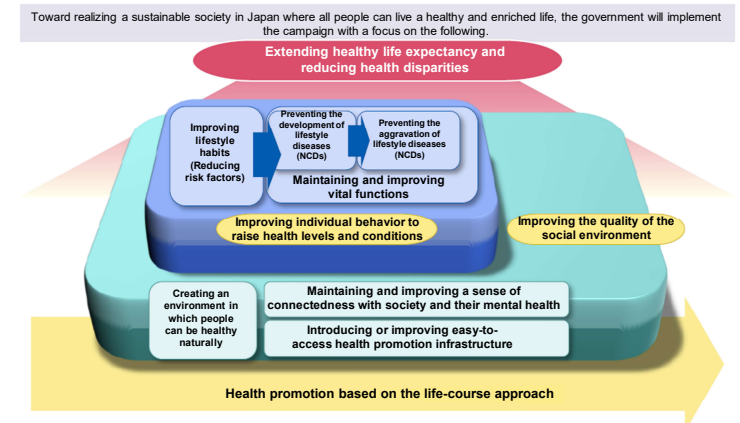 Toward realizing a sustainable society in Japan where all people can live a healthy and enriched life, the government will implement
the campaign with a focus on the following.
Extending healthy life expectancy and
reducing health disparities
Improving
lifestyle
habits
(Reducing
risk factors)
Preventing the
development of
lifestyle
diseases
(NCDs)
Preventing the
aggravation of
lifestyle diseases
(NCDs)
Maintaining and improving
vital functions
Improving individual behavior to
raise health levels and conditions
Improving the quality of the
social environment
Creating an
environment in
which people
can be healthy
naturally
Maintaining and improving a sense of
connectedness with society and their mental health
Introducing or improving easy-to-
access health promotion infrastructure
Health promotion based on the life-course approach